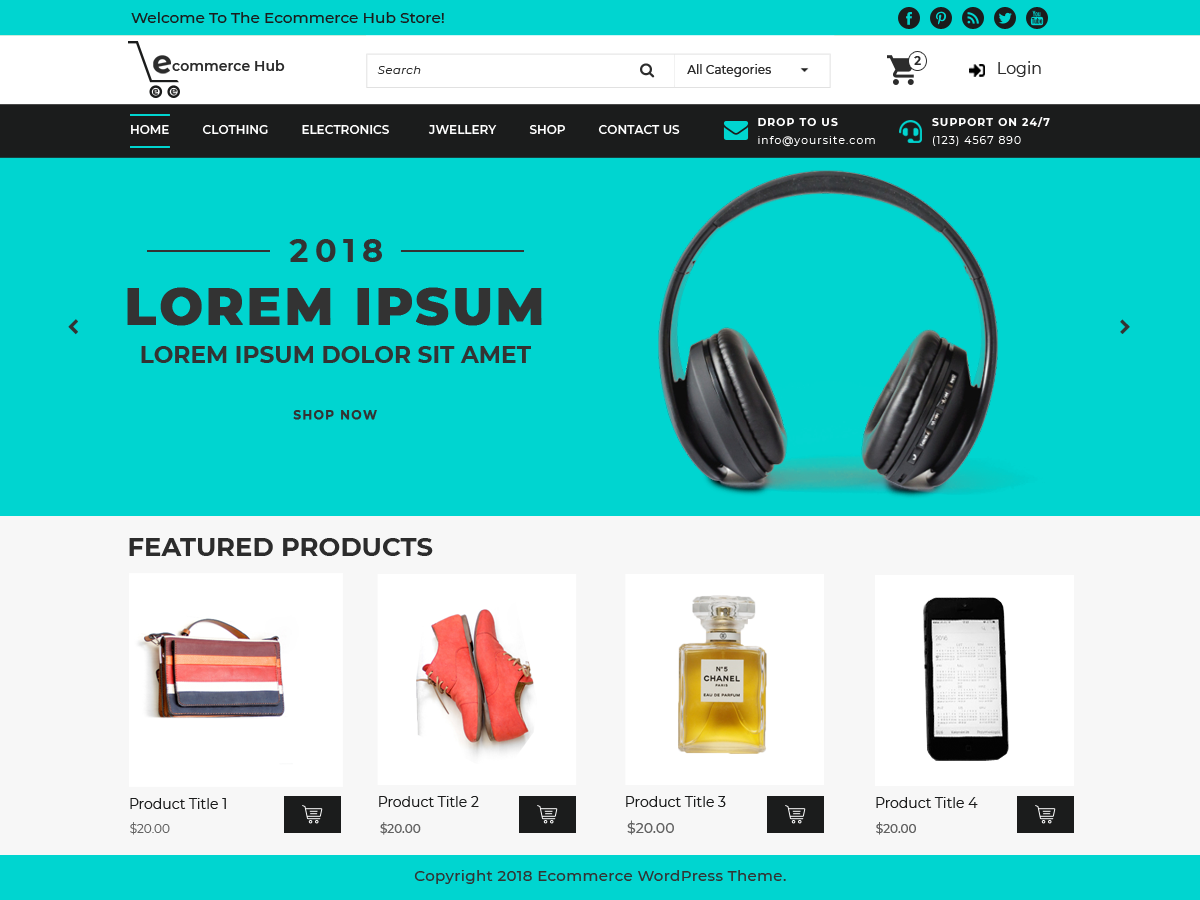 Welcome To The Ecommerce Hub Store!
You
Tube
ecommerce Hub
Search
All Categories
2
Login
HOME
CLOTHING
ELECTRONICS
JWELLERY
SHOP
CONTACT US
DROP TO US
info@yoursite.com
SUPPORT ON 24/7
(123) 4567 890
2018
LOREM IPSUM
LOREM IPSUM DOLOR SIT AMET
SHOP NOW
FEATURED PRODUCTS
N°5
CHANEL
PARIS
EAU DE PARFUM
2016
Product Title 1
$20.00
Product Title 2
$20.00
Product Title 3
$20.00
Product Title 4
$20.00
Copyright 2018 Ecommerce WordPress Theme.